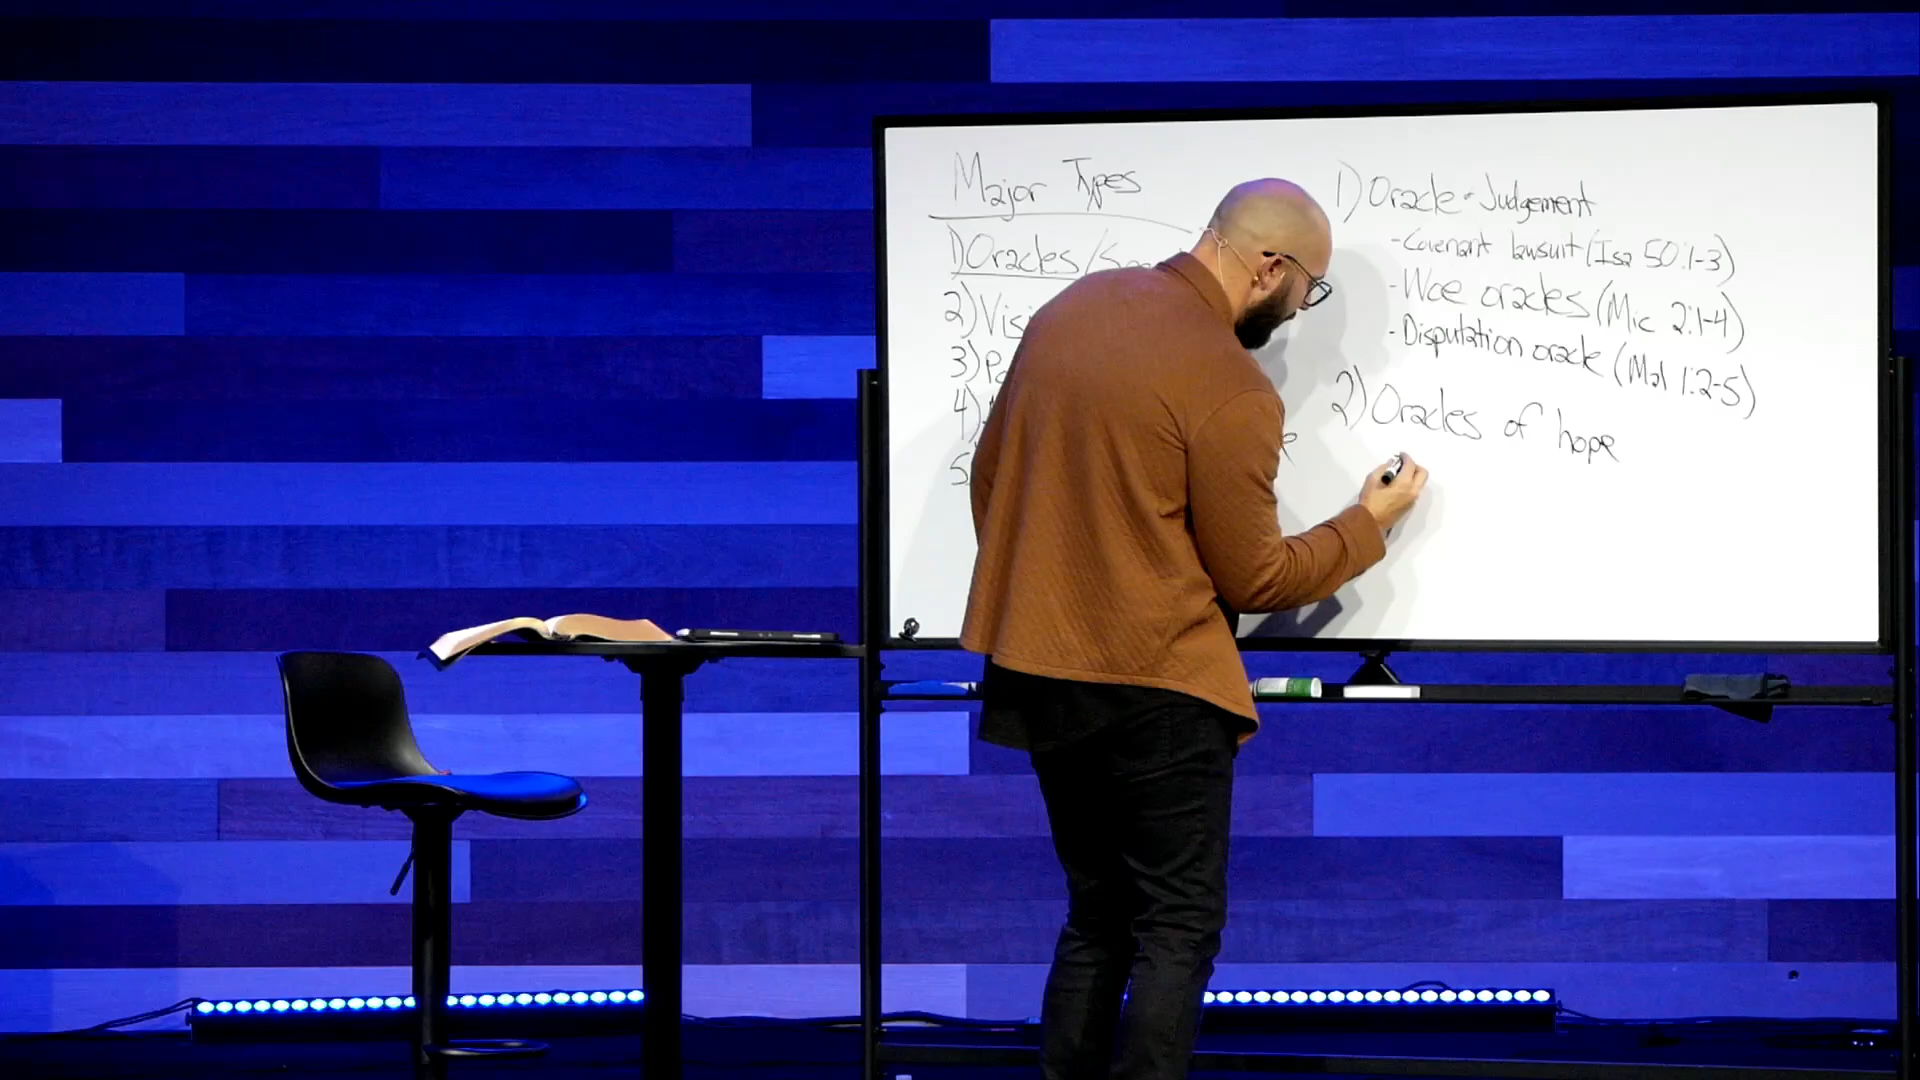 Major Types
1) Oracles/
2)
3)
4)
5
1) Oracle - Judgement
- Covenant lawsuit (Isa 50:1-3)
- Woe oracles (Mic 2:1-4)
- Disputation oracle (Mal 1:2-5)
2) Oracles of hope